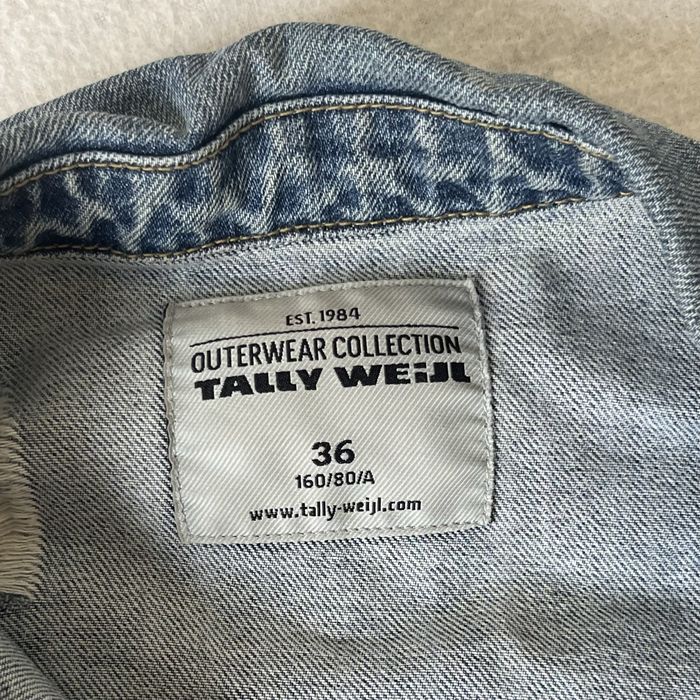 EST. 1984
OUTERWEAR COLLECTION
TALLY WEiJL
36
160/80/A
www.tally-weijl.com